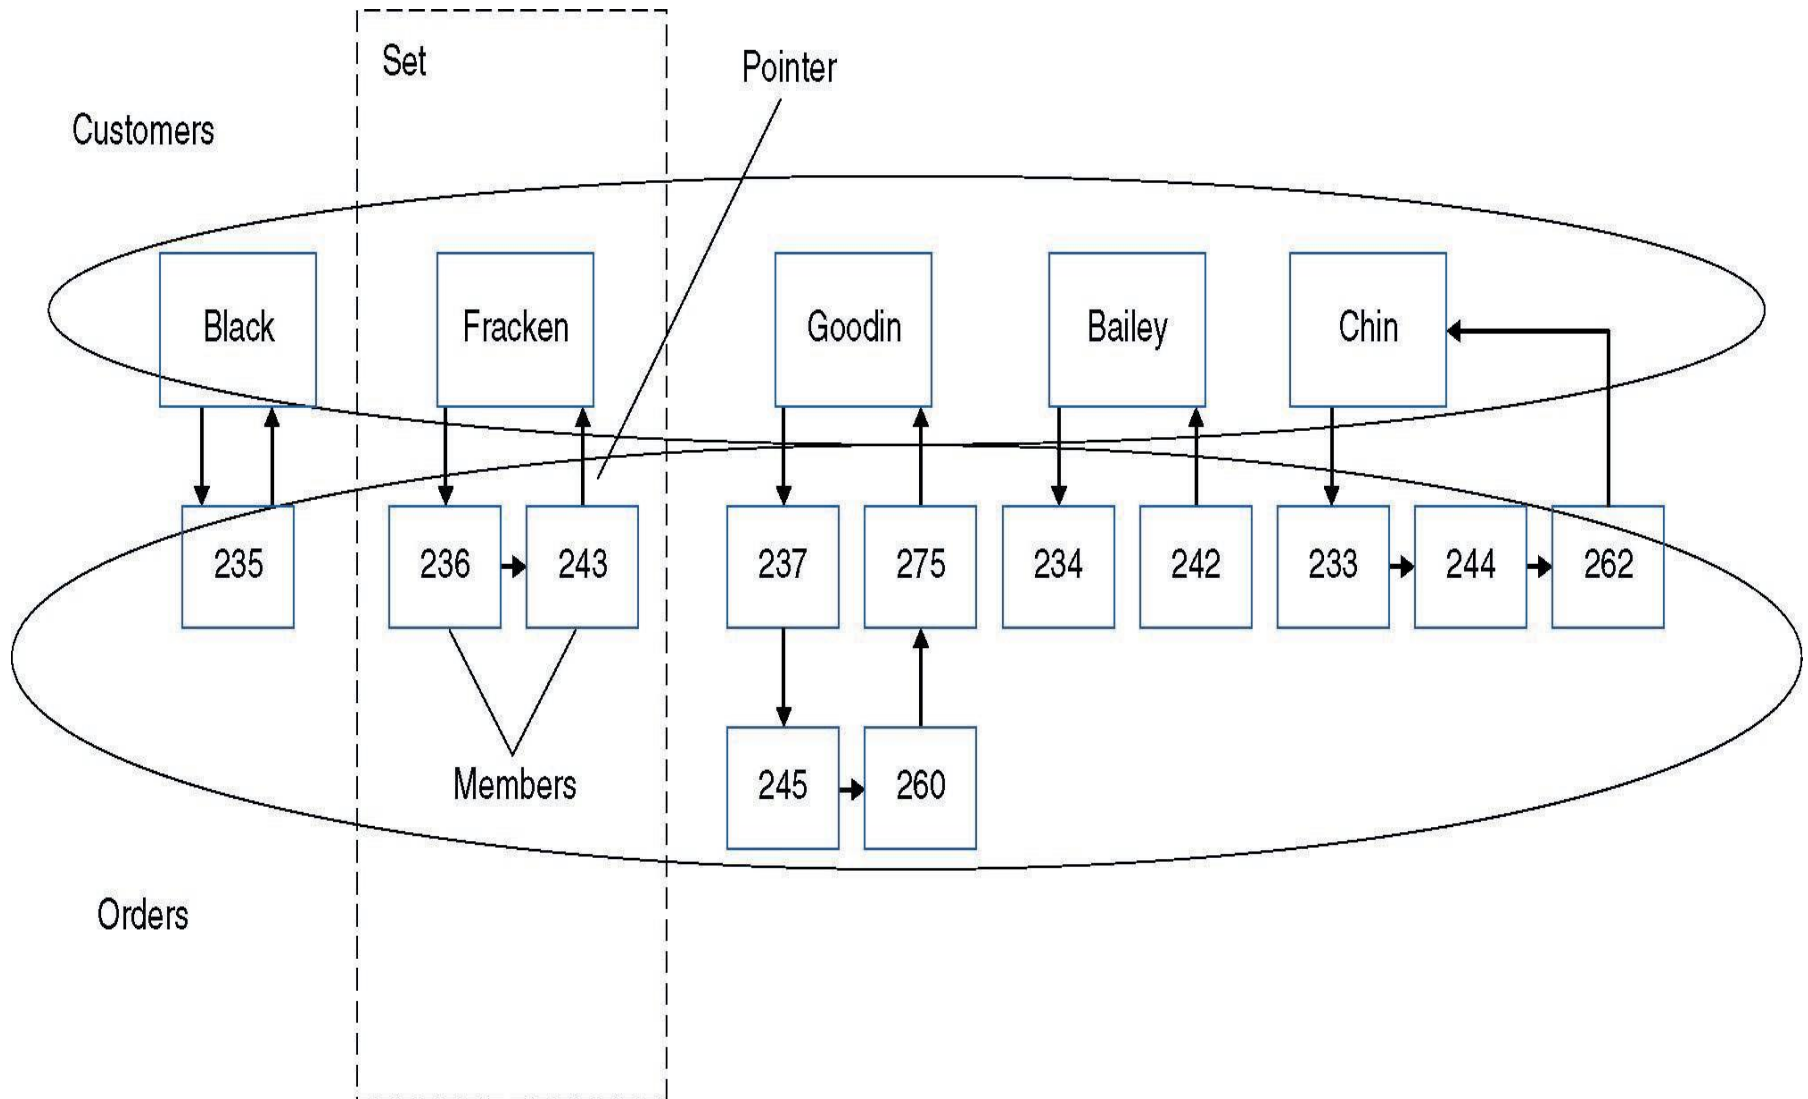 Set
Pointer
Customers
Black
Fracken
Goodin
Bailey
Chin
235
236
243
237
275
234
242
233
244
262
Members
245
260
Orders